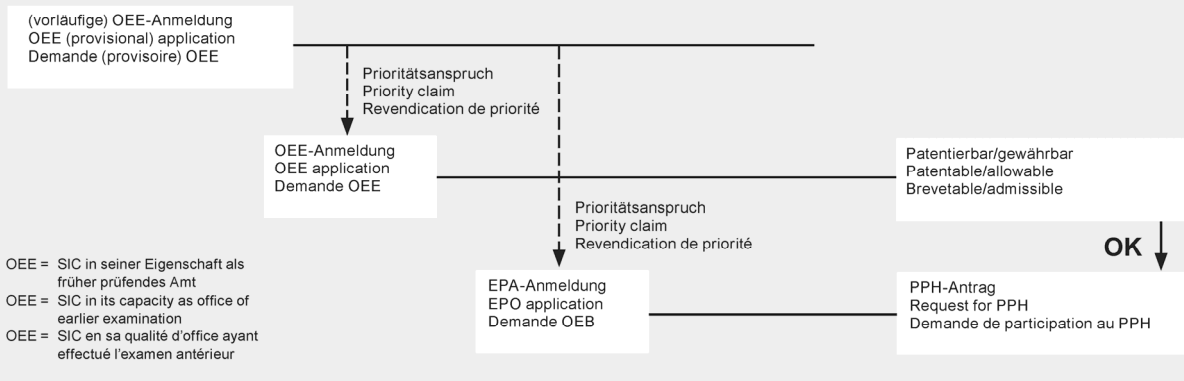 (vorläufige) OEE-Anmeldung
OEE (provisional) application
Demande (provisoire) OEE
Prioritätsanspruch
Priority claim
Revendication de priorité
OEE-Anmeldung
OEE application
Demande OEE
Patentierbar/gewährbar
Patentable/allowable
Brevetable/admissible
Prioritätsanspruch
Priority claim
Revendication de priorité
OK
OEE = SIC in seiner Eigenschaft als
früher prüfendes Amt
OEE = SIC in its capacity as office of
earlier examination
OEE = SIC en sa qualité d'office ayant
effectué l'examen antérieur
EPA-Anmeldung
EPO application
Demande OEB
PPH-Antrag
Request for PPH
Demande de participation au PPH